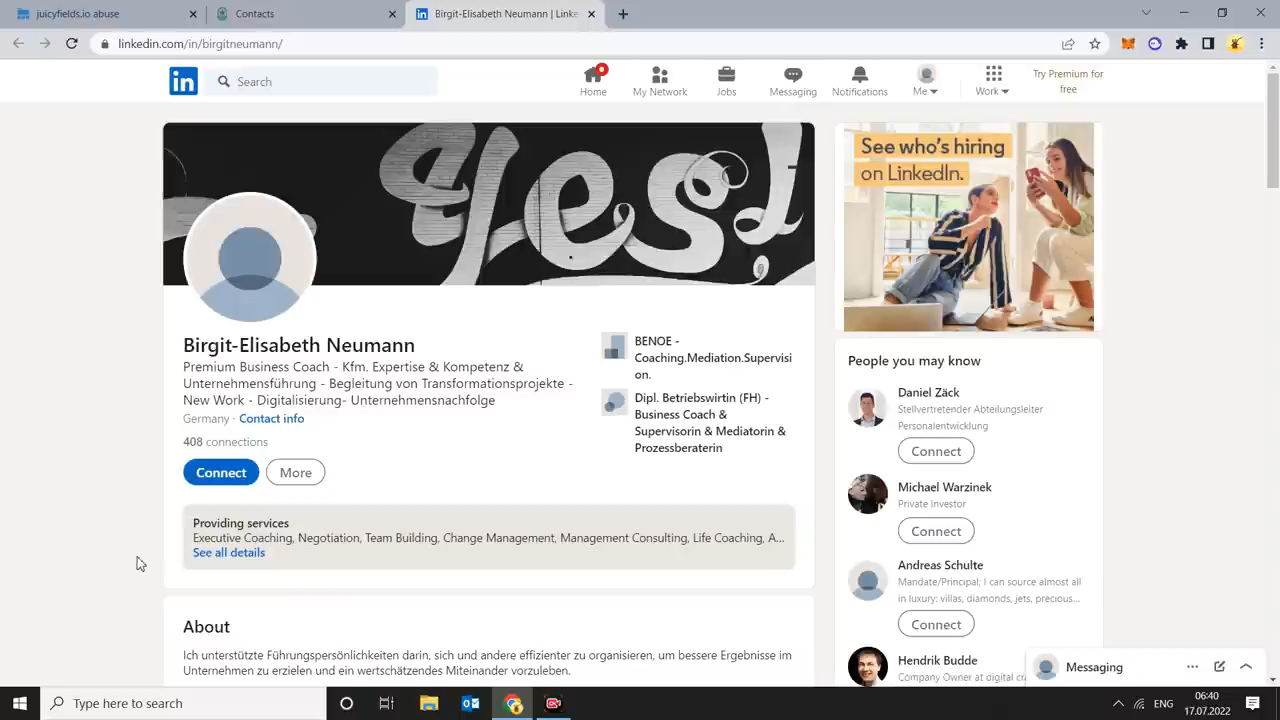 juicyfields.io abuse
Contacts
Birgit-Elisabeth Neumann | Linke
linkedin.com/in/birgitneumann/
in
Search
Home
My Network
Jobs
Messaging
Notifications
Me
Work
Try Premium for
free
yes!
See who's hiring
on LinkedIn.
Birgit-Elisabeth Neumann
Premium Business Coach - Kfm. Expertise & Kompetenz &
Unternehmensführung - Begleitung von Transformationsprojekte -
New Work - Digitalisierung- Unternehmensnachfolge
Germany · Contact info
408 connections
Connect
More
BENOE -
Coaching.Mediation.Supervisi
on.
Dipl. Betriebswirtin (FH) -
Business Coach &
Supervisorin & Mediatorin &
Prozessberaterin
Providing services
Executive Coaching, Negotiation, Team Building, Change Management, Management Consulting, Life Coaching, A...
See all details
About
Ich unterstützte Führungspersönlichkeiten darin, sich und andere effizienter zu organisieren, um bessere Ergebnisse im
Unternehmen zu erzielen und ein wertschätzendes Miteinander vorzuleben.
People you may know
Daniel Zäck
Stellvertretender Abteilungsleiter
Personalentwicklung
Connect
Michael Warzinek
Private Investor
Connect
Andreas Schulte
Mandate/Principal; I can source almost all
in luxury: villas, diamonds, jets, precious...
Connect
Hendrik Budde
Company Owner at digital cra
Messaging
Type here to search
ENG
06:40
17.07.2022